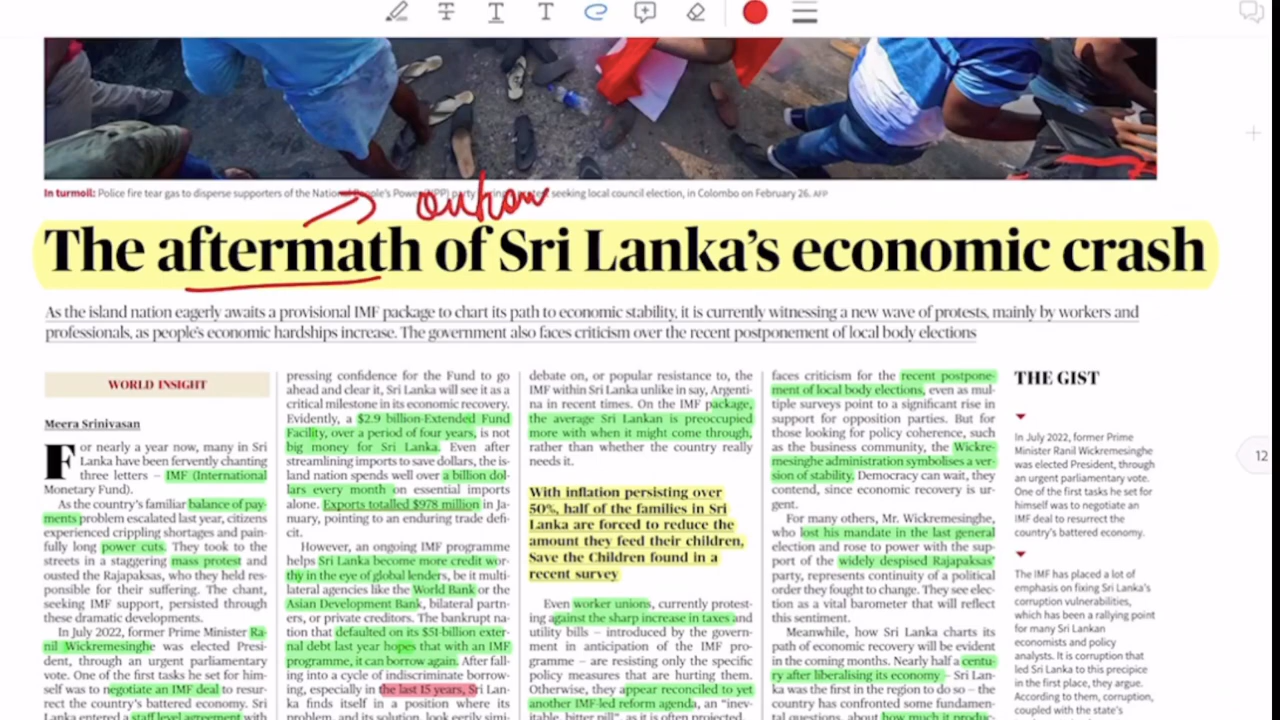 In turmoil: Police fire tear gas to disperse supporters of the National People's Power (NPP) party seeking local council election, in Colombo on February 26. AFP
The aftermath of Sri Lanka's economic crash
As the island nation eagerly awaits a provisional IMF package to chart its path to economic stability, it is currently witnessing a new wave of protests, mainly by workers and
professionals, as people's economic hardships increase. The government also faces criticism over the recent postponement of local body elections
WORLD INSIGHT
Meera Srinivasan
For nearly a year now, many in Sri
Lanka have been fervently chanting
three letters – IMF (International
Monetary Fund).
As the country's familiar balance of pay-
ments problem escalated last year, citizens
experienced crippling shortages and pain-
fully long power cuts. They took to the
streets in a staggering mass protest and
ousted the Rajapaksas, who they held res-
ponsible for their suffering. The chant,
seeking IMF support, persisted through
these dramatic developments.
In July 2022, former Prime Minister Ra-
nil Wickremesinghe was elected Presi-
dent, through an urgent parliamentary
vote. One of the first tasks he set for him-
self was to negotiate an IMF deal to resur-
rect the country's battered economy. Sri
Lanka entered a staff level agreement with
pressing confidence for the Fund to go
ahead and clear it, Sri Lanka will see it as a
critical milestone in its economic recovery.
Evidently, a $2.9 billion-Extended Fund
Facility, over a period of four years, is not
big money for Sri Lanka. Even after
streamlining imports to save dollars, the is-
land nation spends well over a billion dol-
lars every month on essential imports
alone. Exports totalled $978 million in Ja-
nuary, pointing to an enduring trade defi-
cit.
However, an ongoing IMF programme
helps Sri Lanka become more credit wor-
thy in the eye of global lenders, be it multi-
lateral agencies like the World Bank or the
Asian Development Bank, bilateral partn-
ers, or private creditors. The bankrupt na-
tion that defaulted on its $51-billion exter-
nal debt last year hopes that with an IMF
programme, it can borrow again. After fall-
ing into a cycle of indiscriminate borrow-
ing, especially in the last 15 years, Sri Lan-
ka finds itself in a position where its
problem, and its solution, look eerily simi-
debate on, or popular resistance to, the
IMF within Sri Lanka unlike in say, Argenti-
na in recent times. On the IMF package,
the average Sri Lankan is preoccupied
more with when it might come through,
rather than whether the country really
needs it.
With inflation persisting over
50%, half of the families in Sri
Lanka are forced to reduce the
amount they feed their children,
Save the Children found in a
recent survey
Even worker unions, currently protest-
ing against the sharp increase in taxes and
utility bills – introduced by the govern-
ment in anticipation of the IMF pro-
gramme – are resisting only the specific
policy measures that are hurting them.
Otherwise, they appear reconciled to yet
another IMF-led reform agenda, an "inev-
itable, bitter pill", as it is often projected.
faces criticism for the recent postpone-
ment of local body elections, even as mul-
tiple surveys point to a significant rise in
support for opposition parties. But for
those looking for policy coherence, such
as the business community, the Wickre-
mesinghe administration symbolises a ver-
sion of stability. Democracy can wait, they
contend, since economic recovery is ur-
gent.
For many others, Mr. Wickremesinghe,
who lost his mandate in the last general
election and rose to power with the sup-
port of the widely despised Rajapaksas'
party, represents continuity of a political
order they fought to change. They see elec-
tion as a vital barometer that will reflect
this sentiment.
Meanwhile, how Sri Lanka charts its
path of economic recovery will be evident
in the coming months. Nearly half a centu-
ry after liberalising its economy – Sri Lan-
ka was the first in the region to do so – the
country has confronted some fundamen-
tal questions, about how much it produc-
THE GIST
In July 2022, former Prime
Minister Ranil Wickremesinghe
was elected President, through
an urgent parliamentary vote.
One of the first tasks he set for
himself was to negotiate an
IMF deal to resurrect the
country's battered economy.
The IMF has placed a lot of
emphasis on fixing Sri Lanka's
corruption vulnerabilities,
which has been a rallying point
for many Sri Lankan
economists and policy
analysts. It is corruption that
led Sri Lanka to this precipice
in the first place, they argue.
According to them, corruption,
coupled with the state's
12